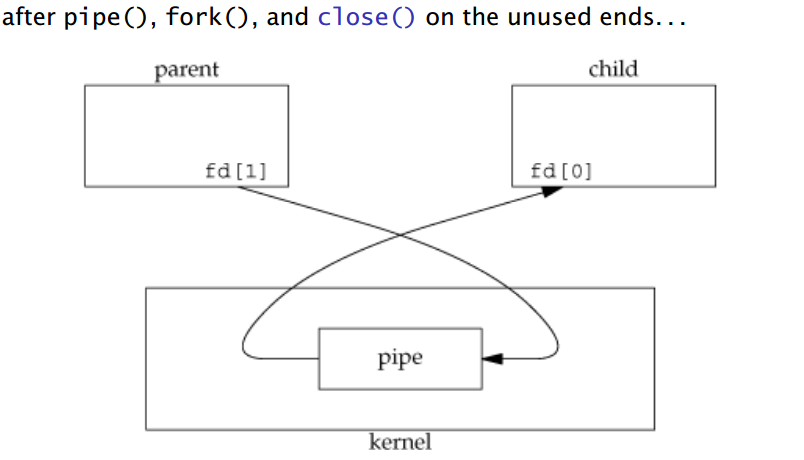 after pipe(), fork(), and close() on the unused ends...
parent
child
fd[1]
fd[0]
pipe
kernel